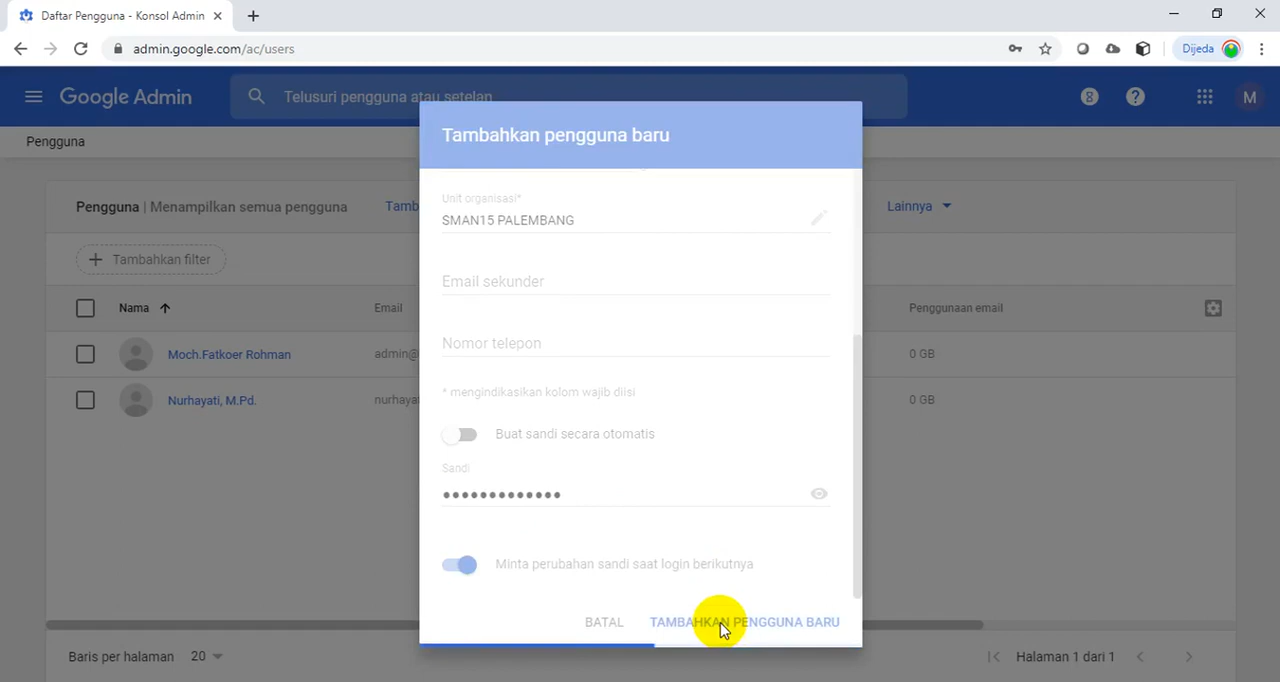 Daftar Pengguna - Konsol Admin
admin.google.com/ac/users
Dijeda
Google Admin
Telusuri pengguna atau setelan
M
Pengguna
Tambahkan pengguna baru
Pengguna | Menampilkan semua pengguna
Tamb
Lainnya
Unit organisasi*
SMAN15 PALEMBANG
Tambahkan filter
Email sekunder
Nama
Email
Penggunaan email
Nomor telepon
Moch.Fatkoer Rohman
admin@
0 GB
* mengindikasikan kolom wajib diisi
Nurhayati, M.Pd.
nurhaya
0 GB
Buat sandi secara otomatis
Sandi
•••••••••••••
Minta perubahan sandi saat login berikutnya
BATAL
TAMBAHKAN PENGGUNA BARU
Baris per halaman
20
Halaman 1 dari 1